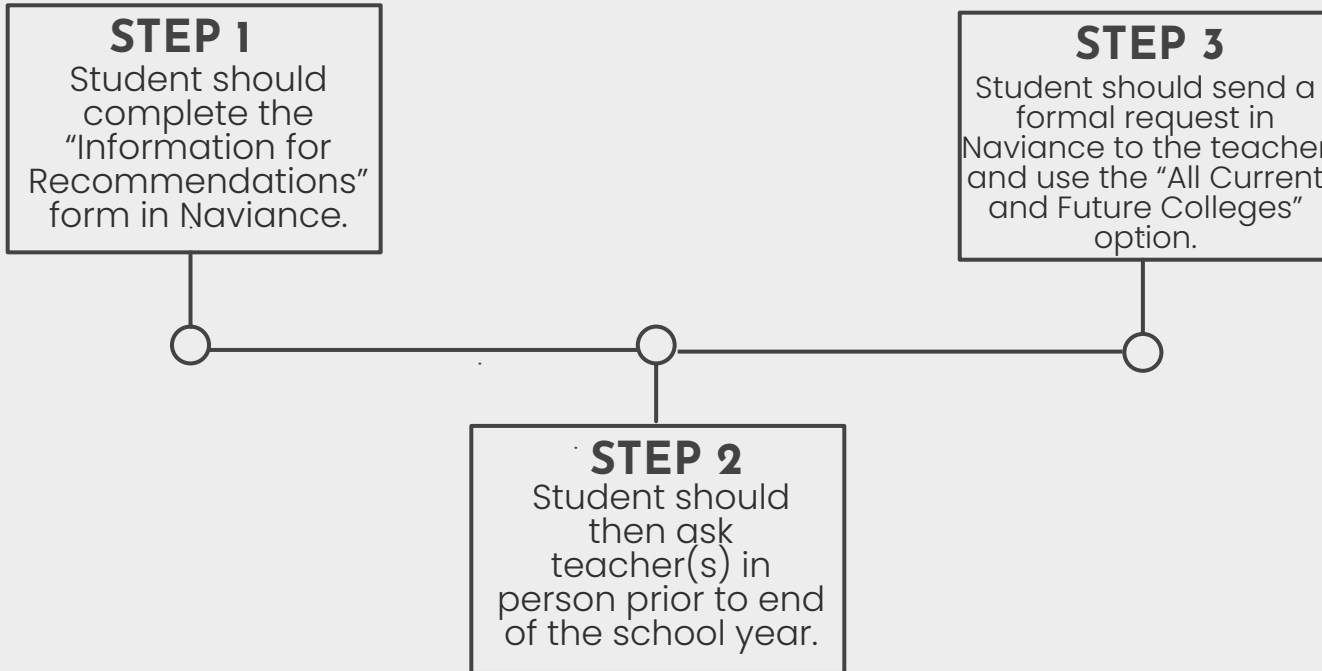 STEP 1
Student should
complete the
“Information for
Recommendations”
form in Naviance.
STEP 2
Student should
then ask
teacher(s) in
person prior to end
of the school year.
STEP 3
Student should send a
formal request in
Naviance to the teacher
and use the “All Current
and Future Colleges”
option.